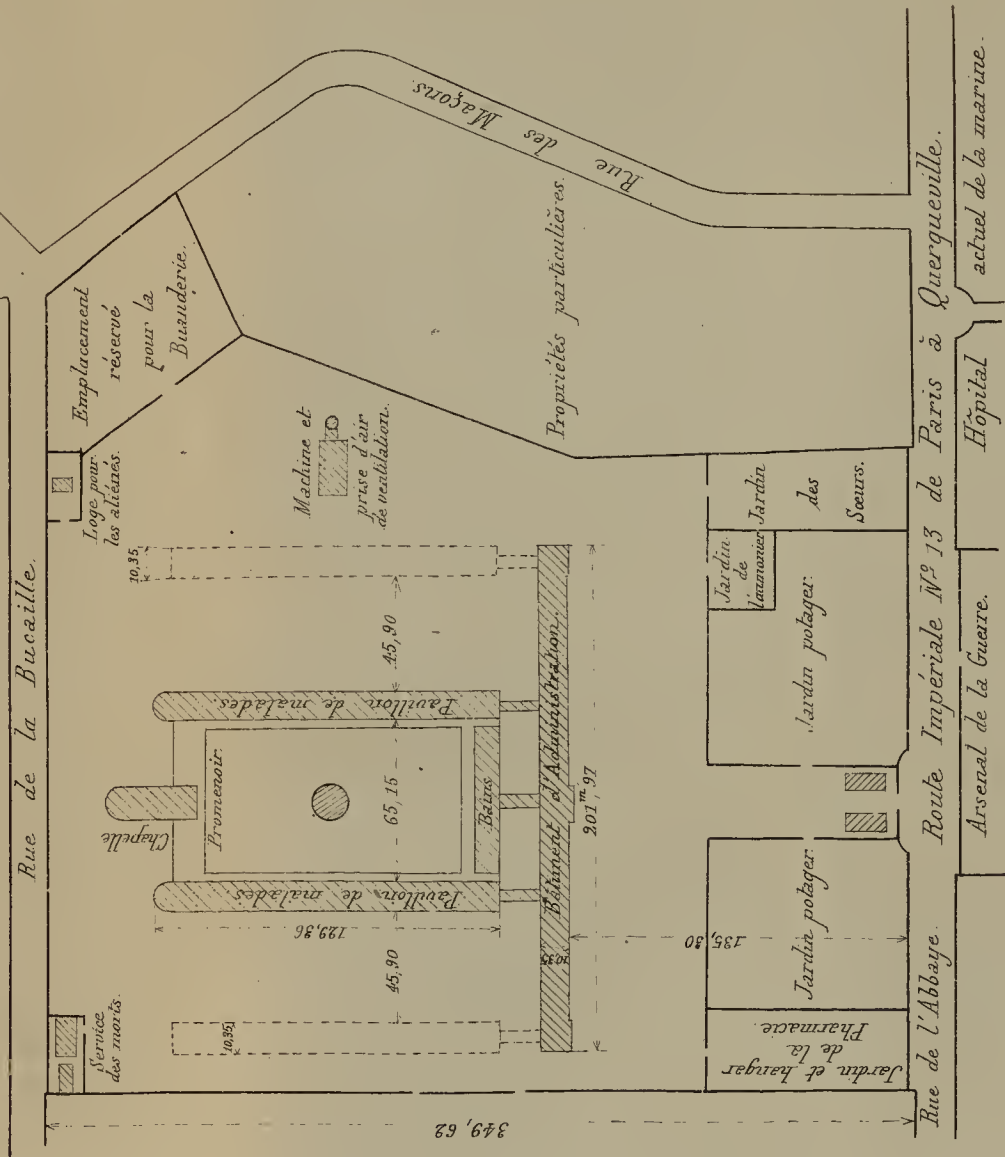 Rue de la Bucaille.
Rue des Maçons.
Emplacement
réservé
pour la
Buanderie.
Loge pour
les aliénés.
Service
des morts.
Machine et
prise d'air
de ventilation.
Propriétés particulières.
10,35
10,35
45,90
45,90
65,15
129,36
Chapelle
Promenoir.
Pavillon de malades.
Pavillon de malades.
Bains
Bâtiment d'Administration.
10,35
201m,97
135,30
349,62
Jardin
des
Sœurs.
Jardin
de
l'aumonier
Jardin potager.
Jardin potager.
Jardin et hangar
de la
Pharmacie.
Rue de l'Abbaye.
Route Impériale No. 13 de Paris à Querqueville.
Arsenal de la Guerre.
Hôpital actuel de la marine.